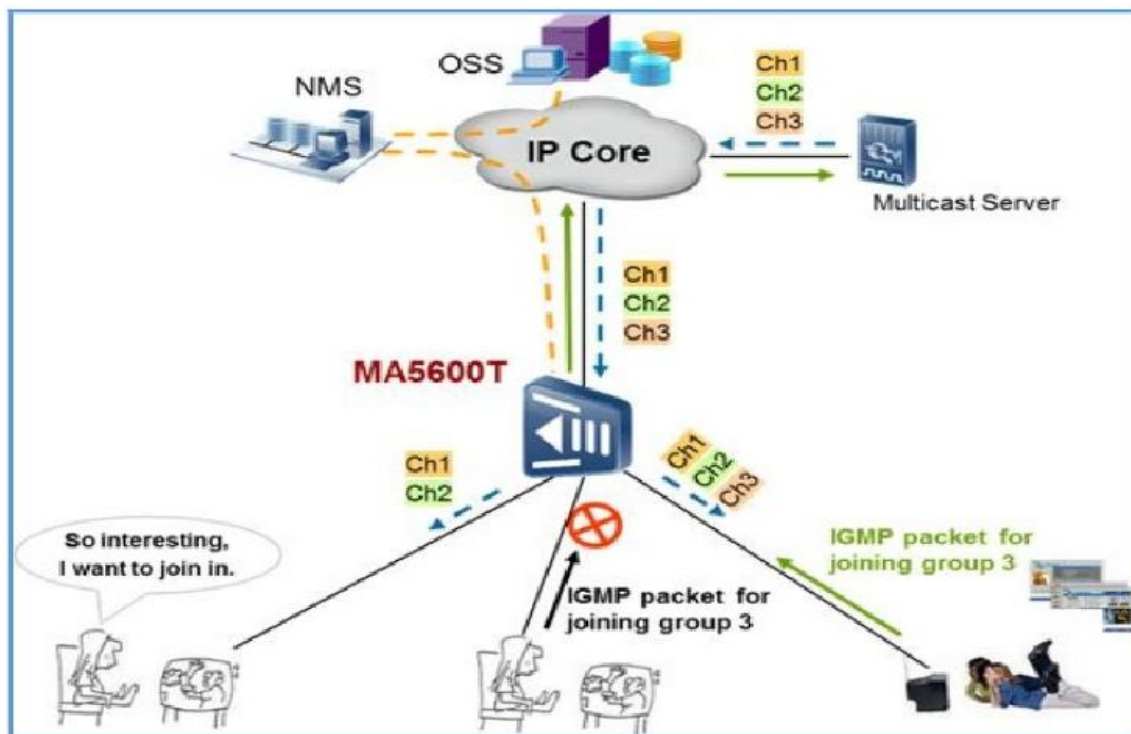 OSS
NMS
Ch1
Ch2
Ch3
IP Core
Multicast Server
Ch1
Ch2
Ch3
MA5600T
Ch1
Ch2
Ch1
Ch2
Ch3
So interesting,
I want to join in.
IGMP packet for
joining group 3
IGMP packet for
joining group 3